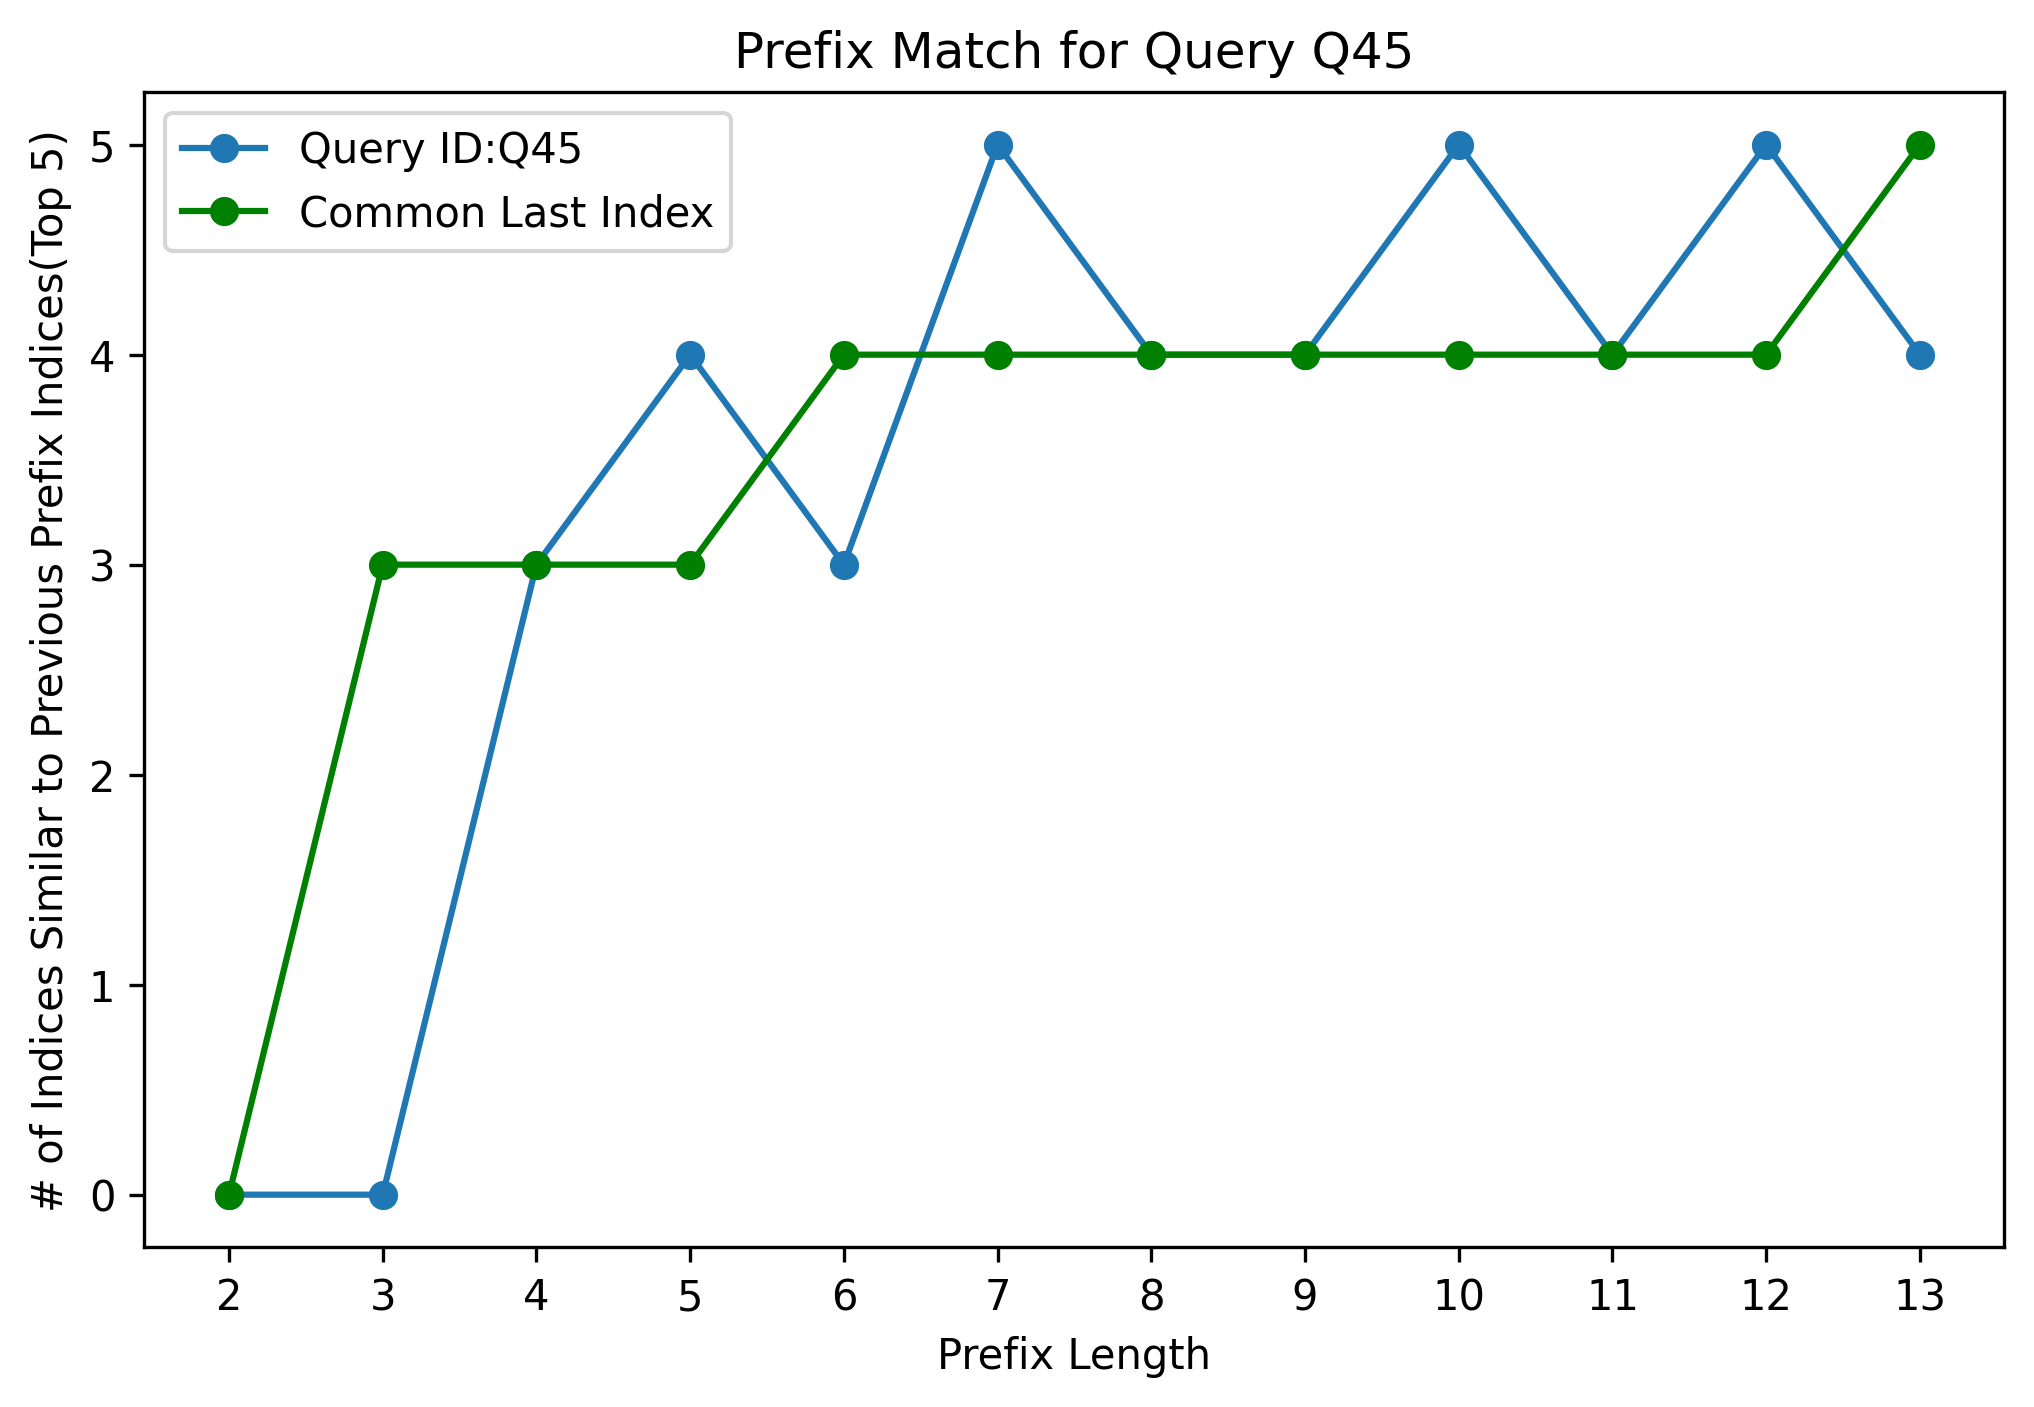 Prefix Match for Query Q45
Query ID:Q45
Common Last Index
# of Indices Similar to Previous Prefix Indices(Top 5)
5
4
3
2
1
0
2 3 4 5 6 7 8 9 10 11 12 13
Prefix Length